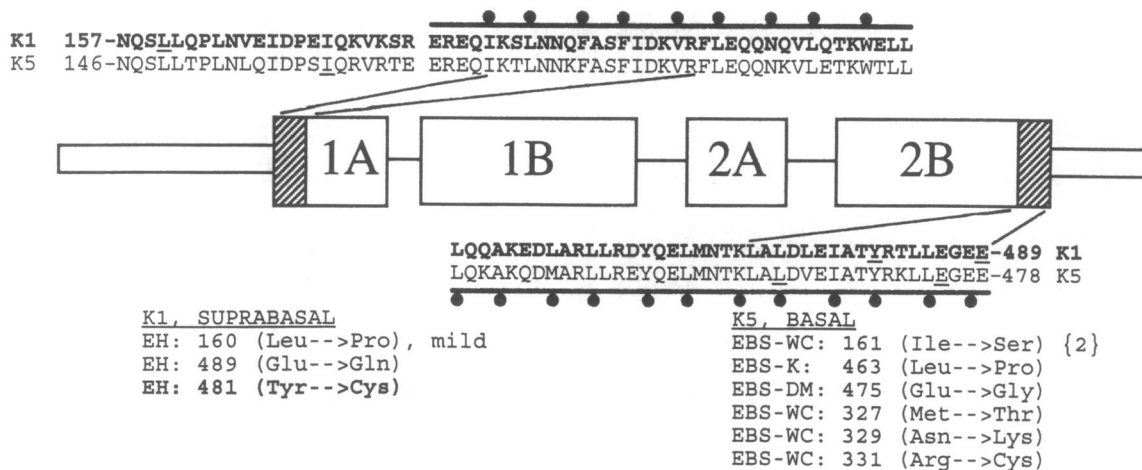 K1 157-NQSLLQPLNVEIDPEIQKVKSR EREQIKSLNNQFASFIDKVRFLEQQNQVLQTKWELL
K5 146-NQSLLTPLNLQIDPSIQRVRTE EREQIKTLNNKFASFIDKVRFLEQQNKVLETKWTLL
1A 1B 2A 2B
LQQAKEDLARLLRDYQELMNTKLALDLEIATYRTLLEGEE-489 K1
LQKAKQDMARLLREYQELMNTKLALDVEIATYRKLLEGEE-478 K5
K1, SUPRABASAL
EH: 160 (Leu-->Pro), mild
EH: 489 (Glu-->Gln)
EH: 481 (Tyr-->Cys)
K5, BASAL
EBS-WC: 161 (Ile-->Ser) {2}
EBS-K: 463 (Leu-->Pro)
EBS-DM: 475 (Glu-->Gly)
EBS-WC: 327 (Met-->Thr)
EBS-WC: 329 (Asn-->Lys)
EBS-WC: 331 (Arg-->Cys)